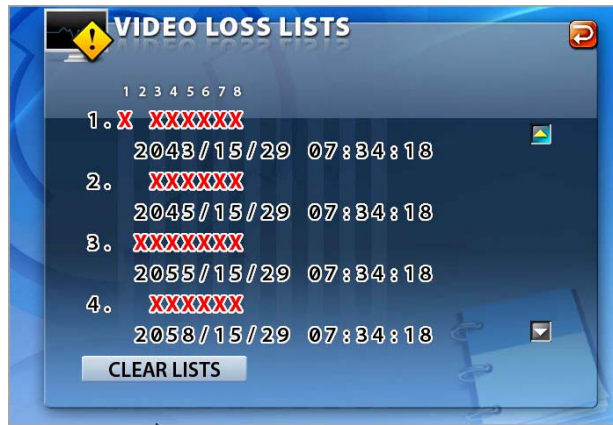 VIDEO LOSS LISTS
1 2 3 4 5 6 7 8
1. X XXXXXX
2043/15/29 07:34:18
2. XXXXXX
2045/15/29 07:34:18
3. XXXXXXX
2055/15/29 07:34:18
4. XXXXXX
2058/15/29 07:34:18
CLEAR LISTS